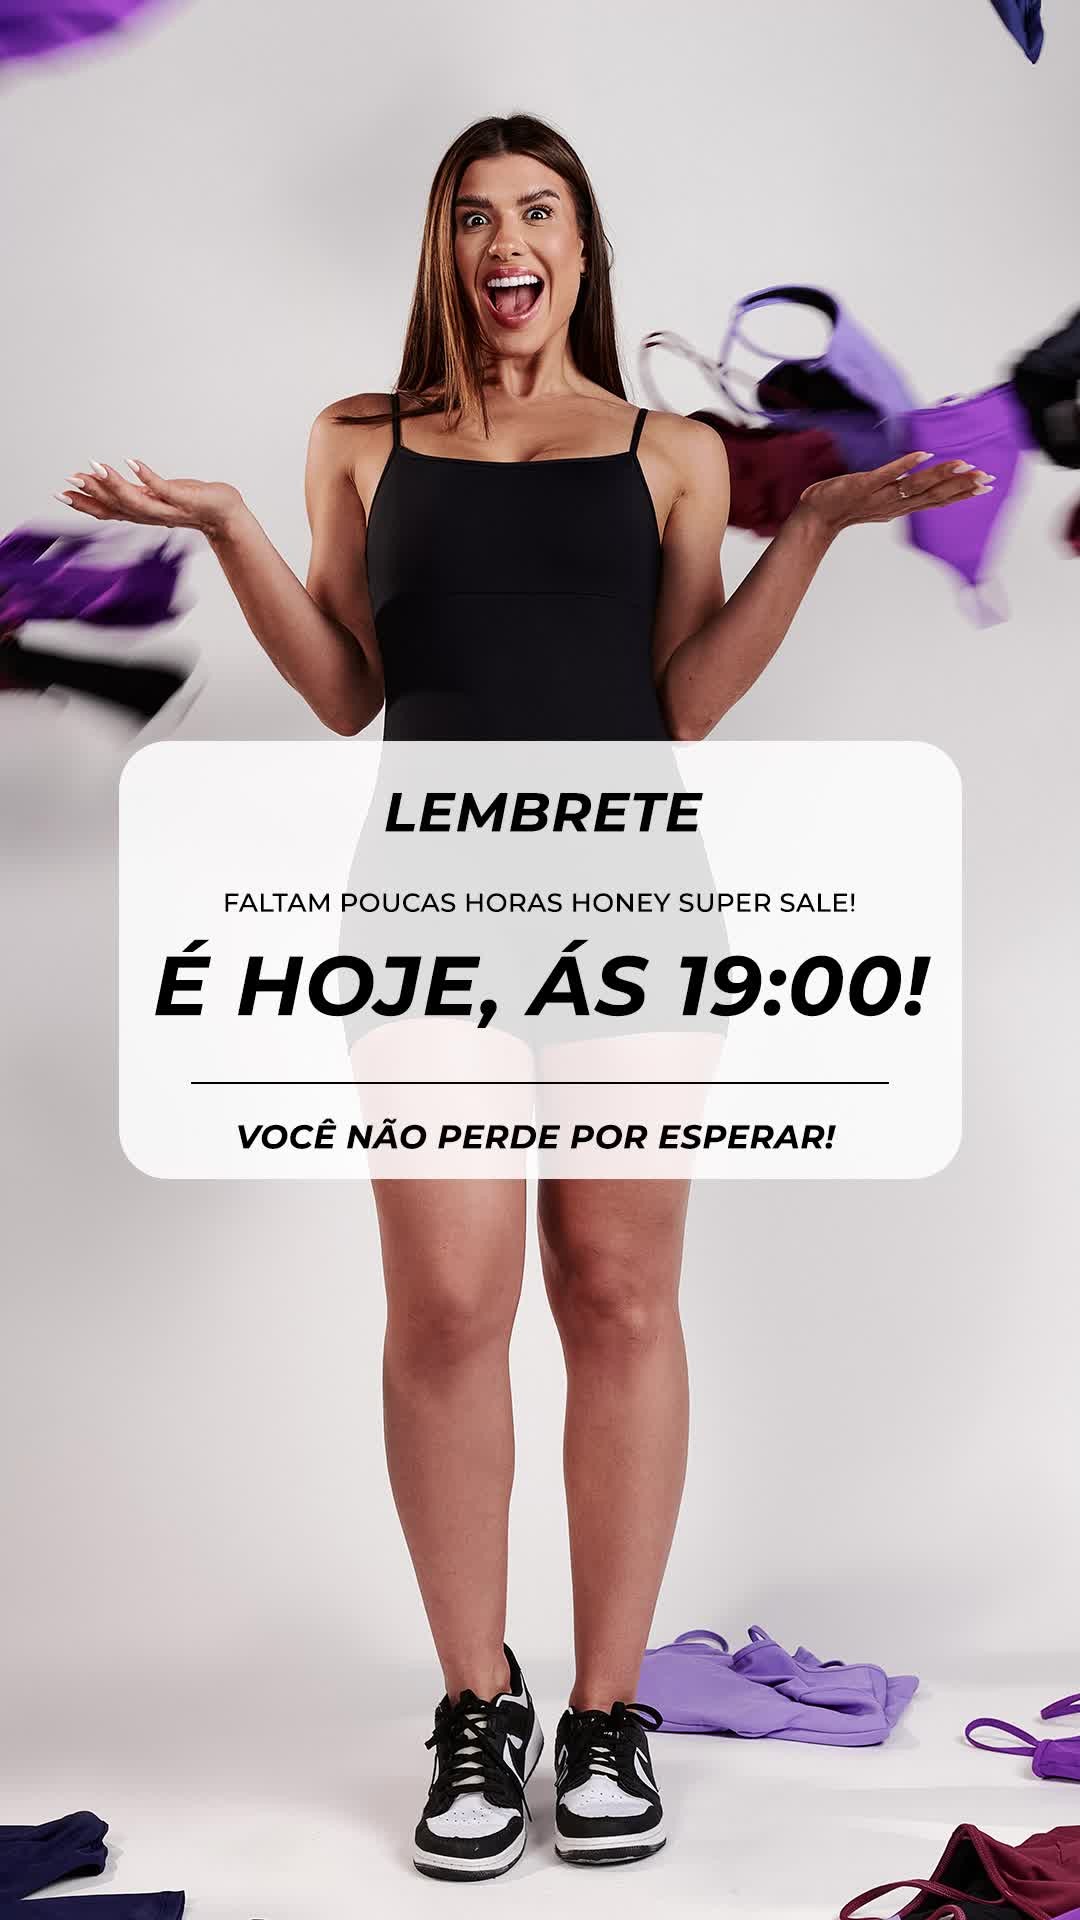 LEMBRETE
FALTAM POUCAS HORAS HONEY SUPER SALE!
É HOJE, ÁS 19:00!
VOCÊ NÃO PERDE POR ESPERAR!